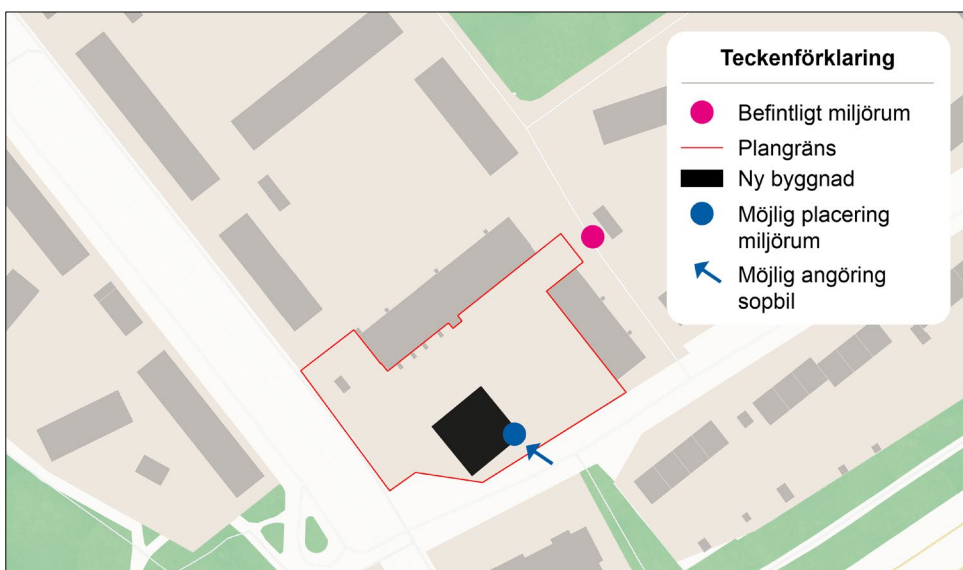 Teckenförklaring
Befintligt miljörum
Plangräns
Ny byggnad
Möjlig placering
miljörum
Möjlig angöring
sopbil